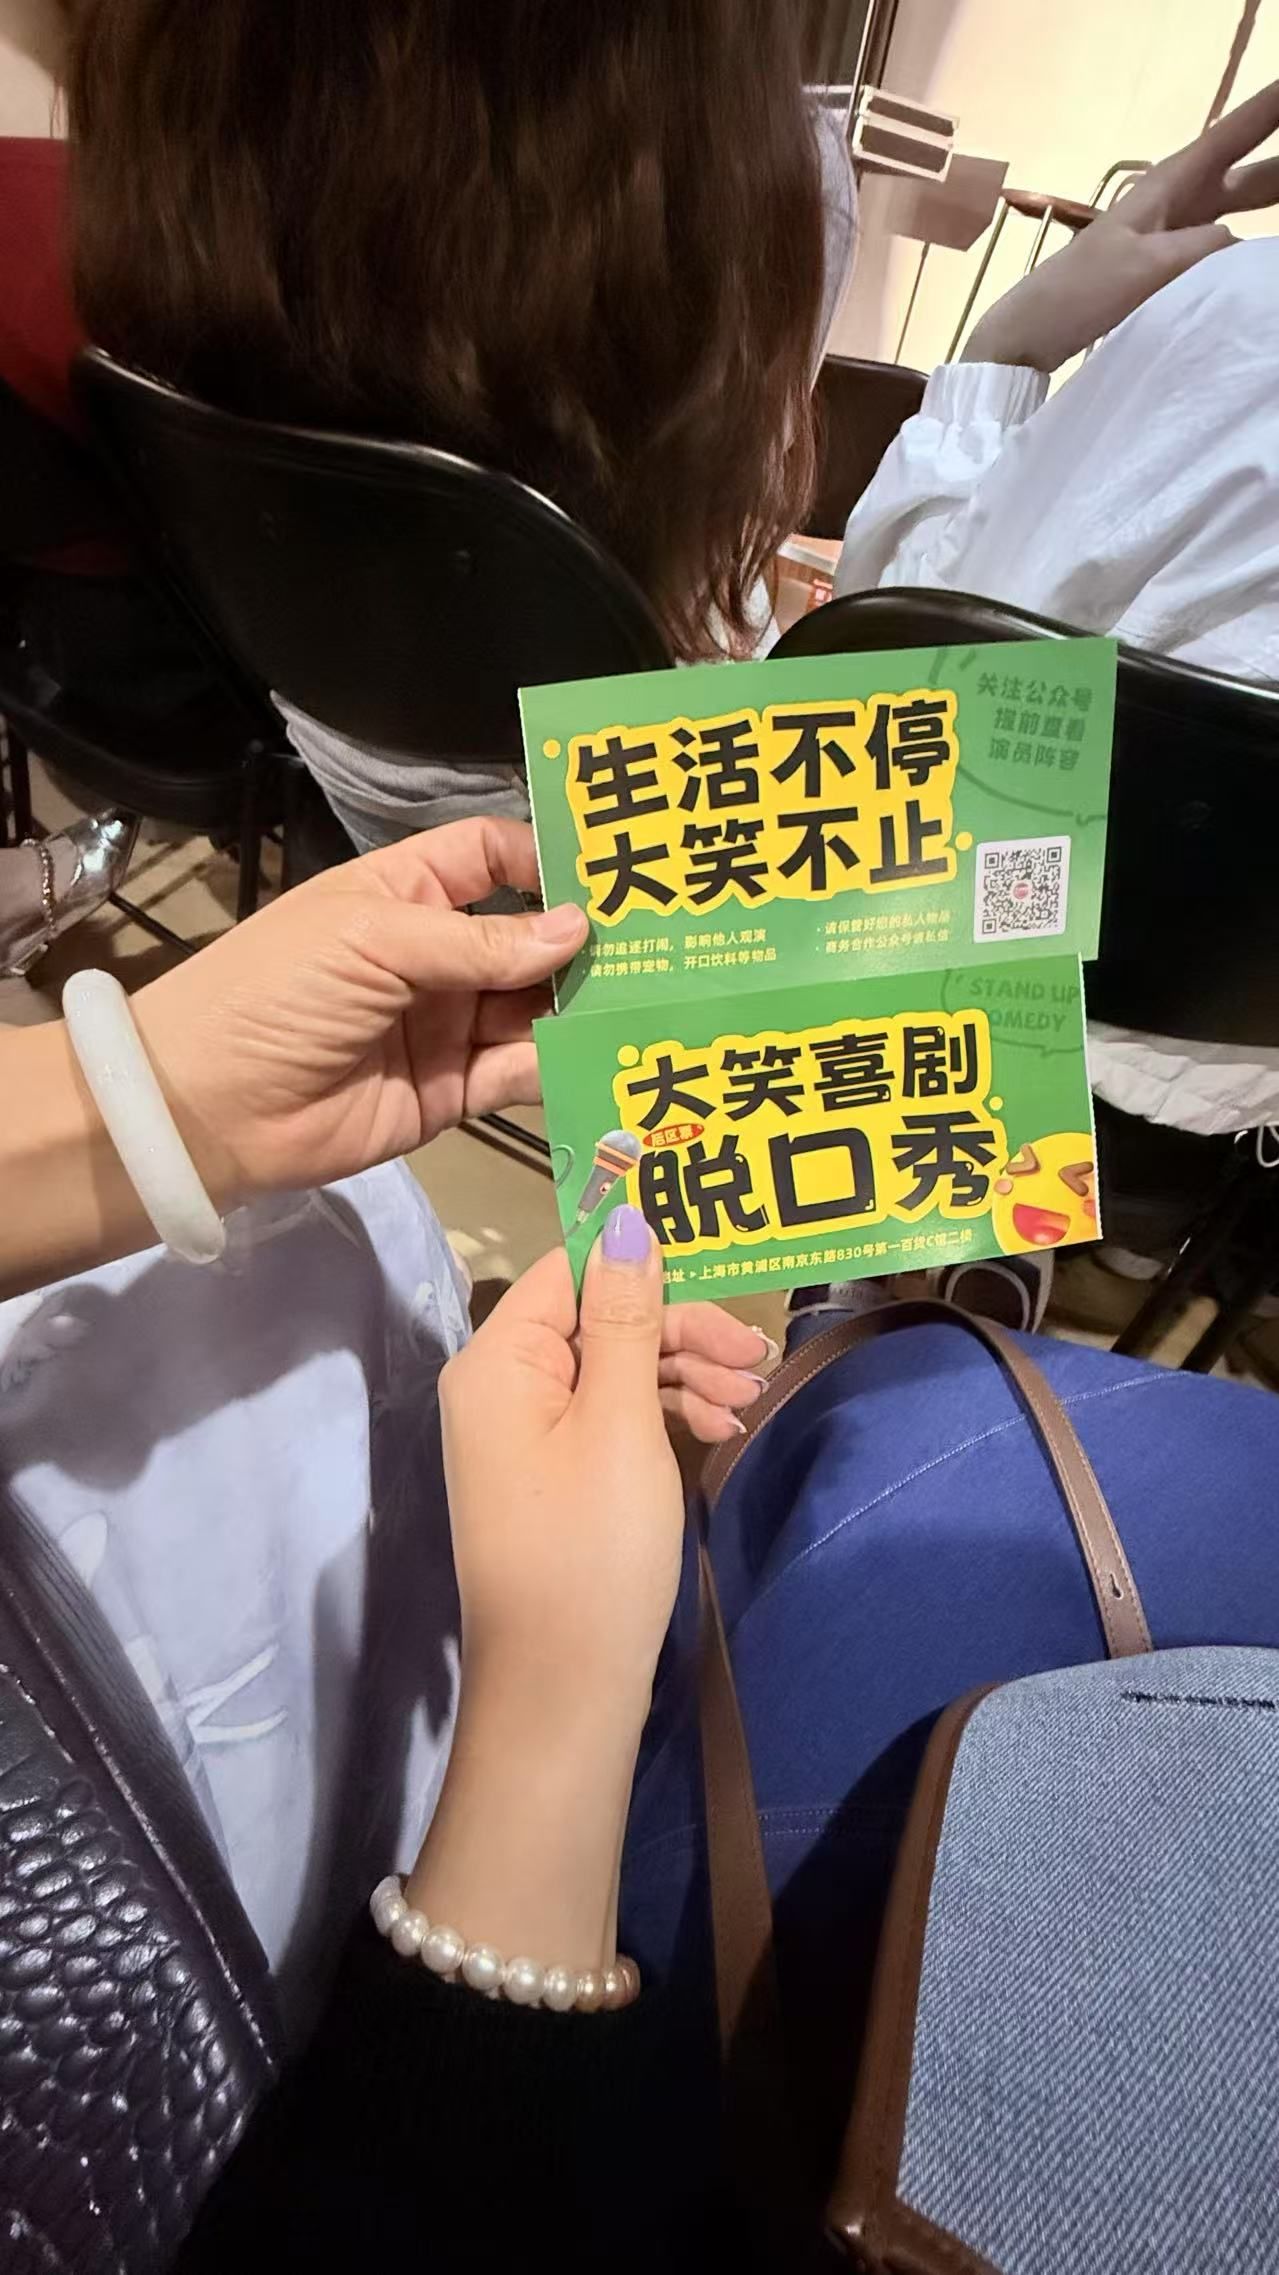 生活不停
大笑不止
关注公众号
提前查看
演员阵容
请勿追逐打闹，影响他人观演
请勿携带宠物，开口饮料等物品
· 请保管好您的私人物品
· 商务合作公众号请私信
STAND UP
COMEDY
大笑喜剧
后区票
脱口秀
地址▸上海市黄浦区南京东路830号第一百货C馆二楼